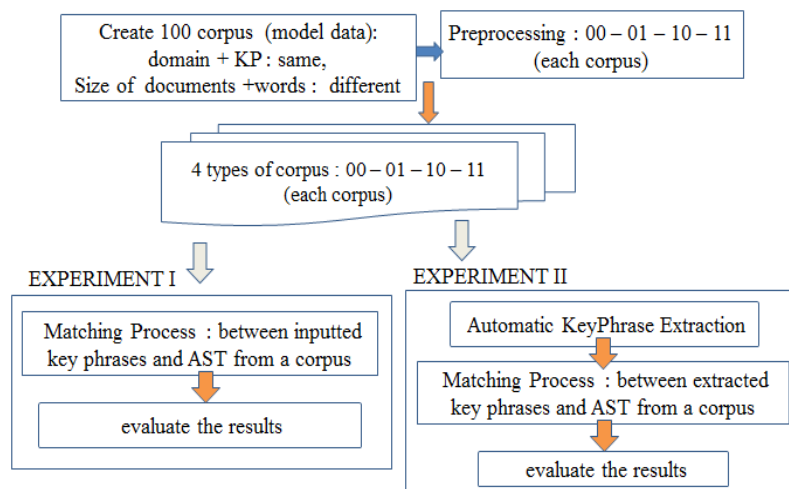 Create 100 corpus (model data):
domain + KP : same,
Size of documents +words : different
Preprocessing : 00 – 01 – 10 – 11
(each corpus)
4 types of corpus : 00 – 01 – 10 – 11
(each corpus)
EXPERIMENT I
Matching Process : between inputted
key phrases and AST from a corpus
evaluate the results
EXPERIMENT II
Automatic KeyPhrase Extraction
Matching Process : between extracted
key phrases and AST from a corpus
evaluate the results